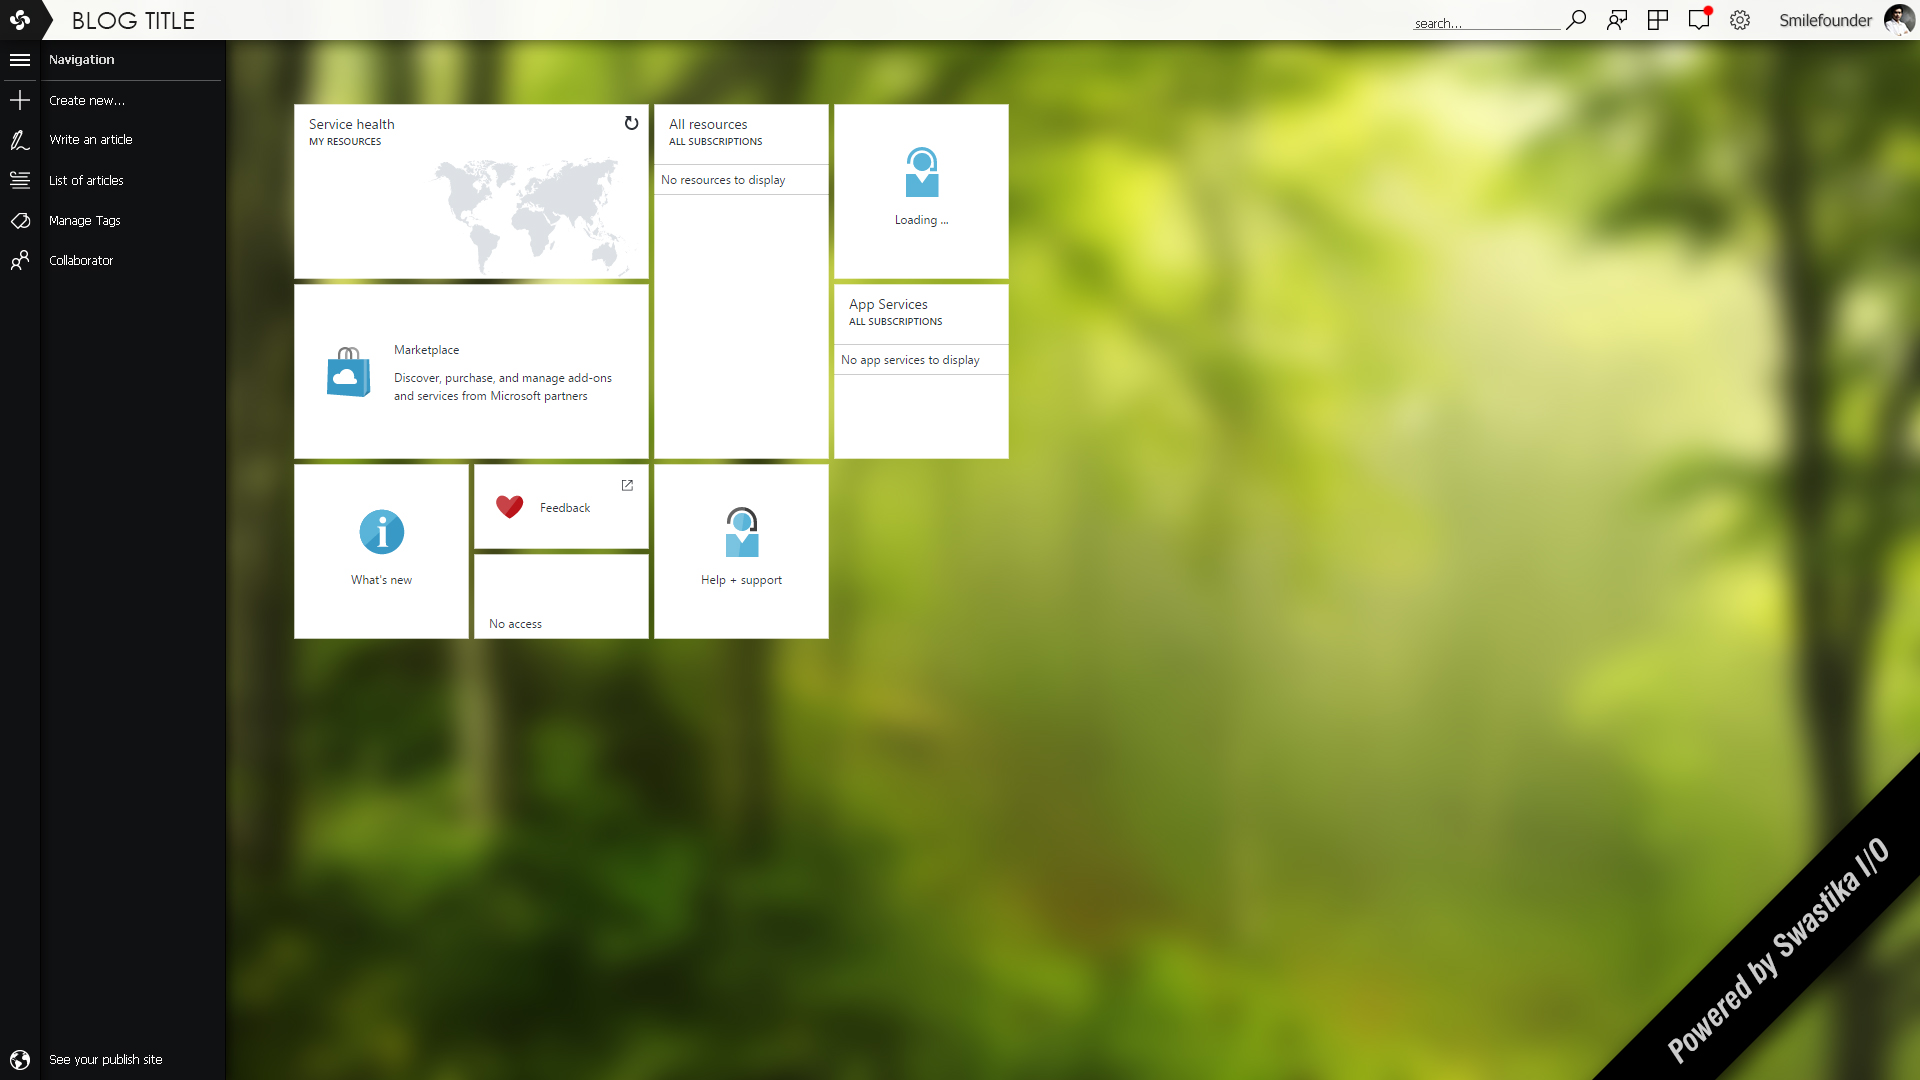 BLOG TITLE
search...
Smilefounder
Navigation
Create new...
Write an article
List of articles
Manage Tags
Collaborator
See your publish site
Service health
MY RESOURCES
All resources
ALL SUBSCRIPTIONS
No resources to display
Loading ...
Marketplace
Discover, purchase, and manage add-ons
and services from Microsoft partners
App Services
ALL SUBSCRIPTIONS
No app services to display
What's new
Feedback
No access
Help + support
Powered by Swastika I/O